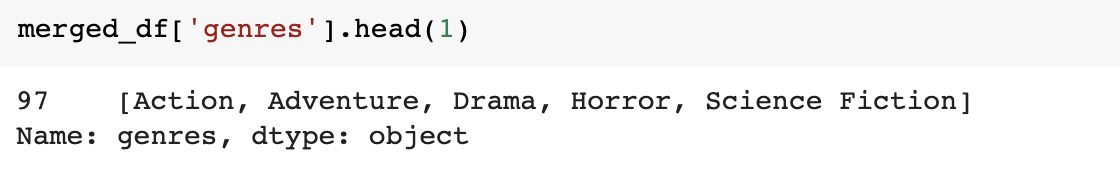 merged_df['genres'].head(1)
97    [Action, Adventure, Drama, Horror, Science Fiction]
Name: genres, dtype: object